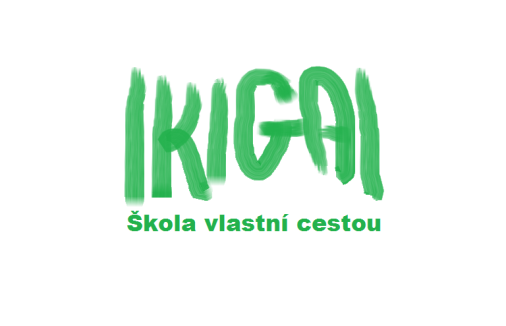 IKIGAI
Škola vlastní cestou